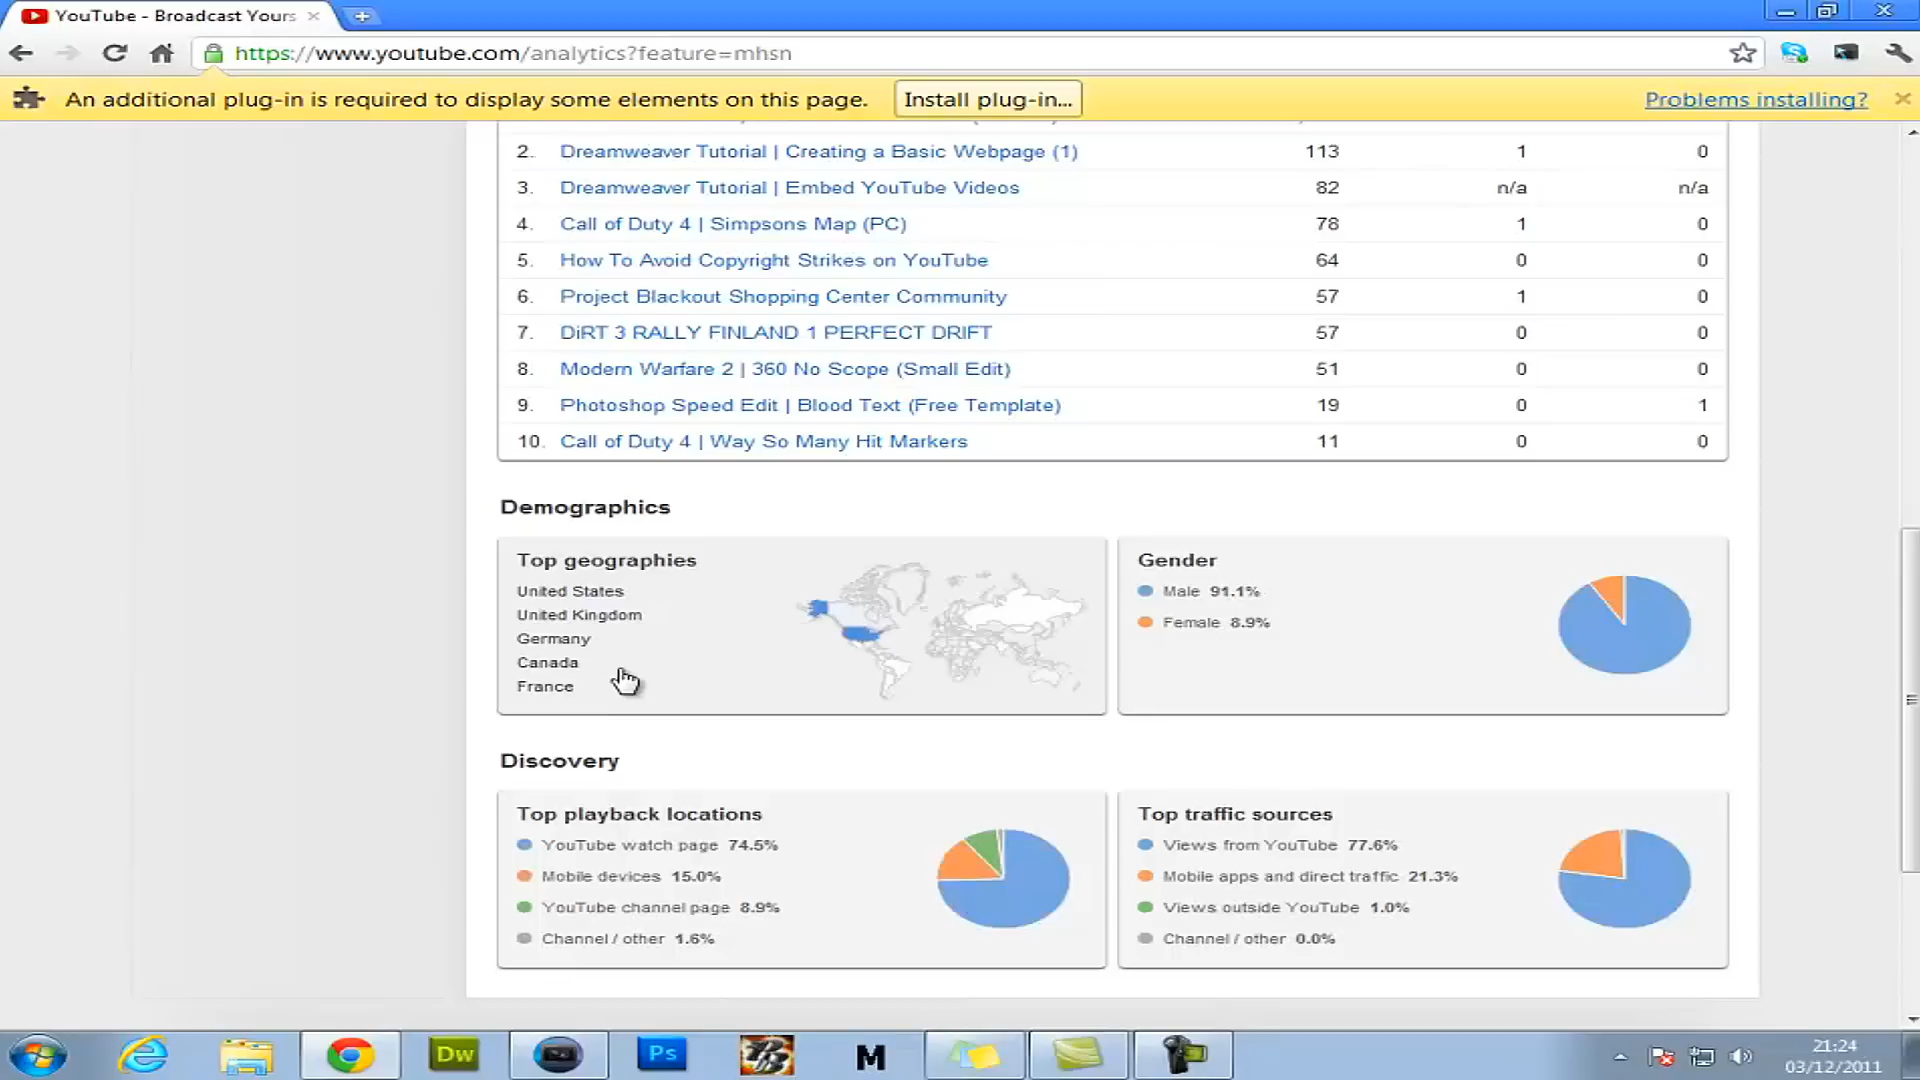 YouTube - Broadcast Yours
https://www.youtube.com/analytics?feature=mhsn
An additional plug-in is required to display some elements on this page. Install plug-in... Problems installing?
2. Dreamweaver Tutorial | Creating a Basic Webpage (1) 113 1 0
3. Dreamweaver Tutorial | Embed YouTube Videos 82 n/a n/a
4. Call of Duty 4 | Simpsons Map (PC) 78 1 0
5. How To Avoid Copyright Strikes on YouTube 64 0 0
6. Project Blackout Shopping Center Community 57 1 0
7. DiRT 3 RALLY FINLAND 1 PERFECT DRIFT 57 0 0
8. Modern Warfare 2 | 360 No Scope (Small Edit) 51 0 0
9. Photoshop Speed Edit | Blood Text (Free Template) 19 0 1
10. Call of Duty 4 | Way So Many Hit Markers 11 0 0
Demographics
Top geographies
United States
United Kingdom
Germany
Canada
France
Gender
Male 91.1%
Female 8.9%
Discovery
Top playback locations
YouTube watch page 74.5%
Mobile devices 15.0%
YouTube channel page 8.9%
Channel / other 1.6%
Top traffic sources
Views from YouTube 77.6%
Mobile apps and direct traffic 21.3%
Views outside YouTube 1.0%
Channel / other 0.0%
Dw
Ps
M
21:24
03/12/2011